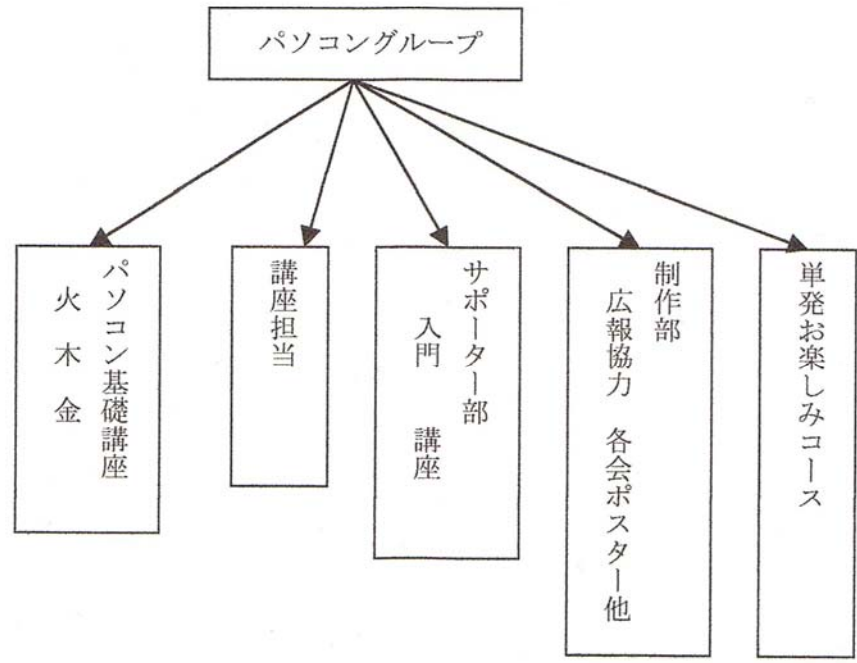 パソコングループ
パソコン基礎講座
火 木 金
講座担当
サポーター部
入門 講座
制作部
広報協力 各会ポスター他
単発お楽しみコース